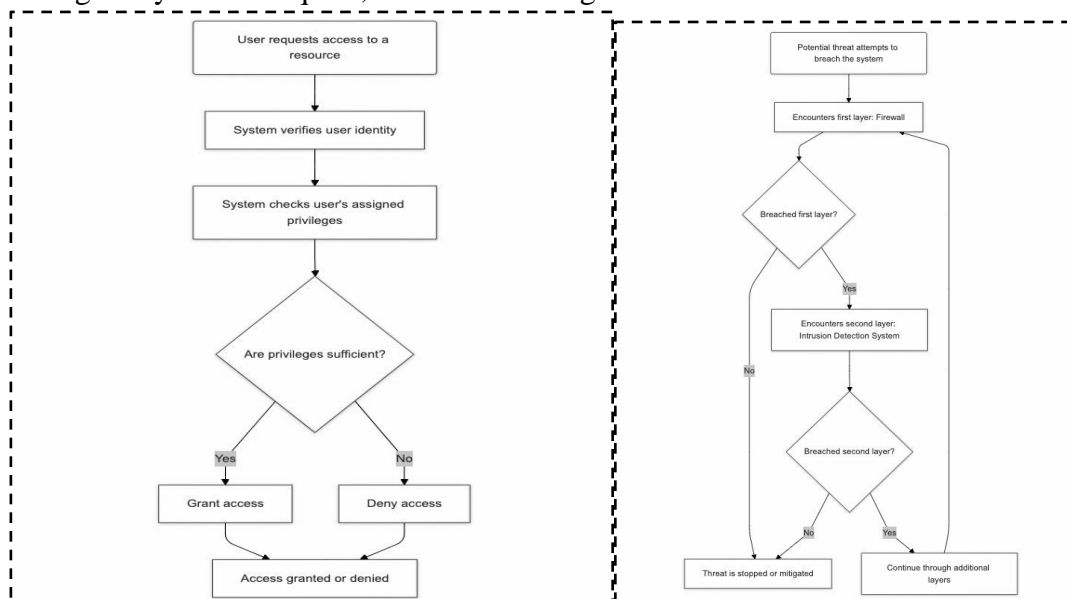 User requests access to a
resource
System verifies user identity
System checks user's assigned
privileges
Are privileges sufficient?
Yes
No
Grant access
Deny access
Access granted or denied
Potential threat attempts to
breach the system
Encounters first layer: Firewall
Breached first layer?
Yes
Encounters second layer:
Intrusion Detection System
No
Breached second layer?
No
Yes
Threat is stopped or mitigated
Continue through additional
layers